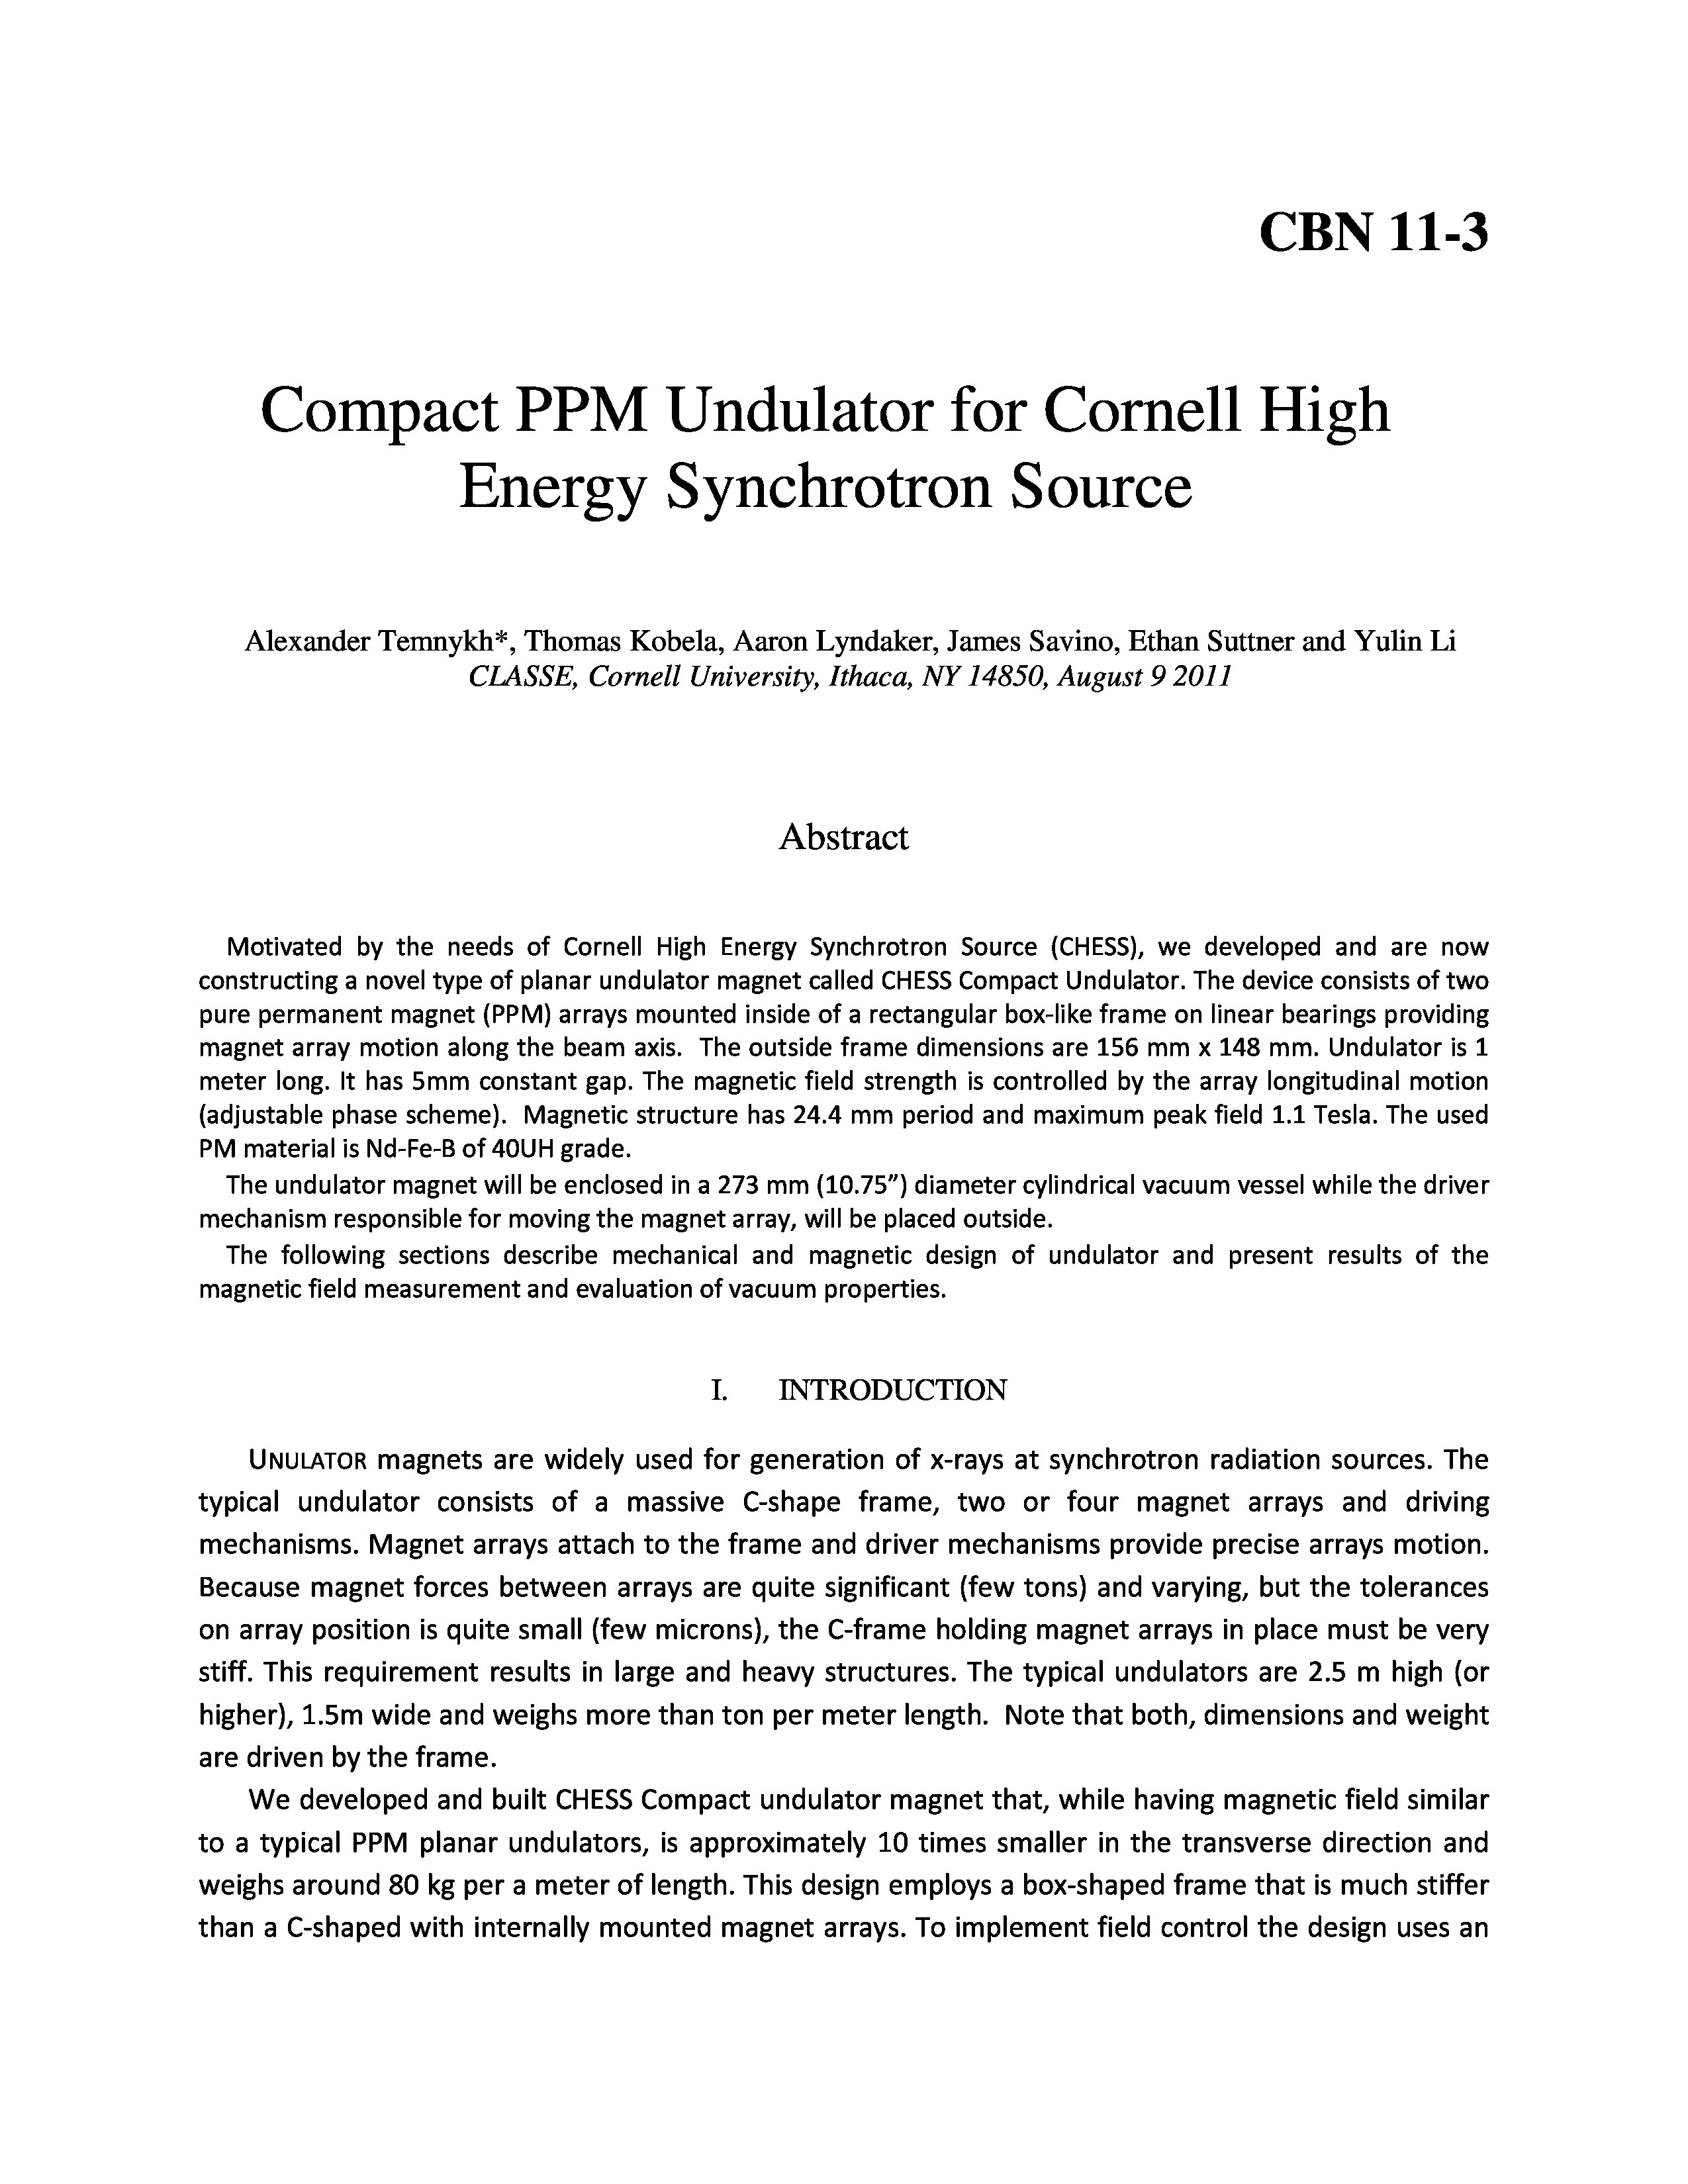 CBN 11-3
Compact PPM Undulator for Cornell High
Energy Synchrotron Source
Alexander Temnykh*, Thomas Kobela, Aaron Lyndaker, James Savino, Ethan Suttner and Yulin Li
CLASSE, Cornell University, Ithaca, NY 14850, August 9 2011
Abstract
Motivated by the needs of Cornell High Energy Synchrotron Source (CHESS), we developed and are now
constructing a novel type of planar undulator magnet called CHESS Compact Undulator. The device consists of two
pure permanent magnet (PPM) arrays mounted inside of a rectangular box-like frame on linear bearings providing
magnet array motion along the beam axis.  The outside frame dimensions are 156 mm x 148 mm. Undulator is 1
meter long. It has 5mm constant gap. The magnetic field strength is controlled by the array longitudinal motion
(adjustable phase scheme).  Magnetic structure has 24.4 mm period and maximum peak field 1.1 Tesla. The used
PM material is Nd-Fe-B of 40UH grade.
The undulator magnet will be enclosed in a 273 mm (10.75”) diameter cylindrical vacuum vessel while the driver
mechanism responsible for moving the magnet array, will be placed outside.
The following sections describe mechanical and magnetic design of undulator and present results of the
magnetic field measurement and evaluation of vacuum properties.
I. INTRODUCTION
UNULATOR magnets are widely used for generation of x-rays at synchrotron radiation sources. The
typical undulator consists of a massive C-shape frame, two or four magnet arrays and driving
mechanisms. Magnet arrays attach to the frame and driver mechanisms provide precise arrays motion.
Because magnet forces between arrays are quite significant (few tons) and varying, but the tolerances
on array position is quite small (few microns), the C-frame holding magnet arrays in place must be very
stiff. This requirement results in large and heavy structures. The typical undulators are 2.5 m high (or
higher), 1.5m wide and weighs more than ton per meter length.  Note that both, dimensions and weight
are driven by the frame.
We developed and built CHESS Compact undulator magnet that, while having magnetic field similar
to a typical PPM planar undulators, is approximately 10 times smaller in the transverse direction and
weighs around 80 kg per a meter of length. This design employs a box-shaped frame that is much stiffer
than a C-shaped with internally mounted magnet arrays. To implement field control the design uses an